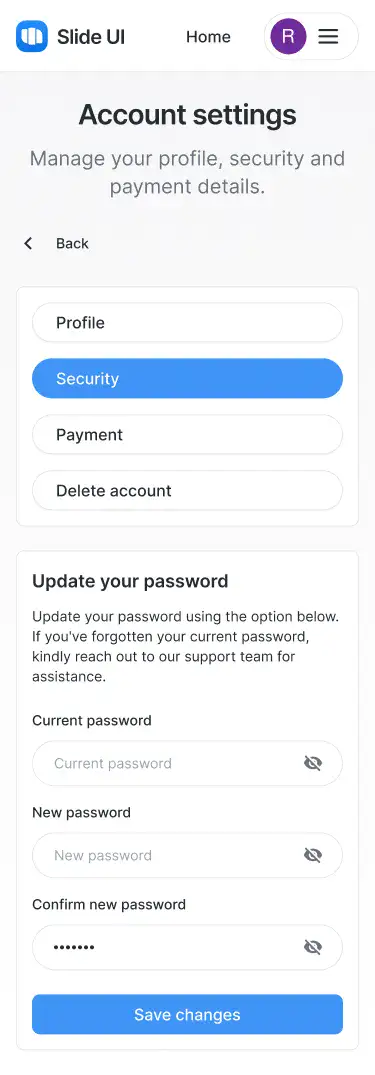 Slide UI
Home
R
Account settings
Manage your profile, security and
payment details.
Back
Profile
Security
Payment
Delete account
Update your password
Update your password using the option below.
If you've forgotten your current password,
kindly reach out to our support team for
assistance.
Current password
Current password
New password
New password
Confirm new password
•••••••
Save changes